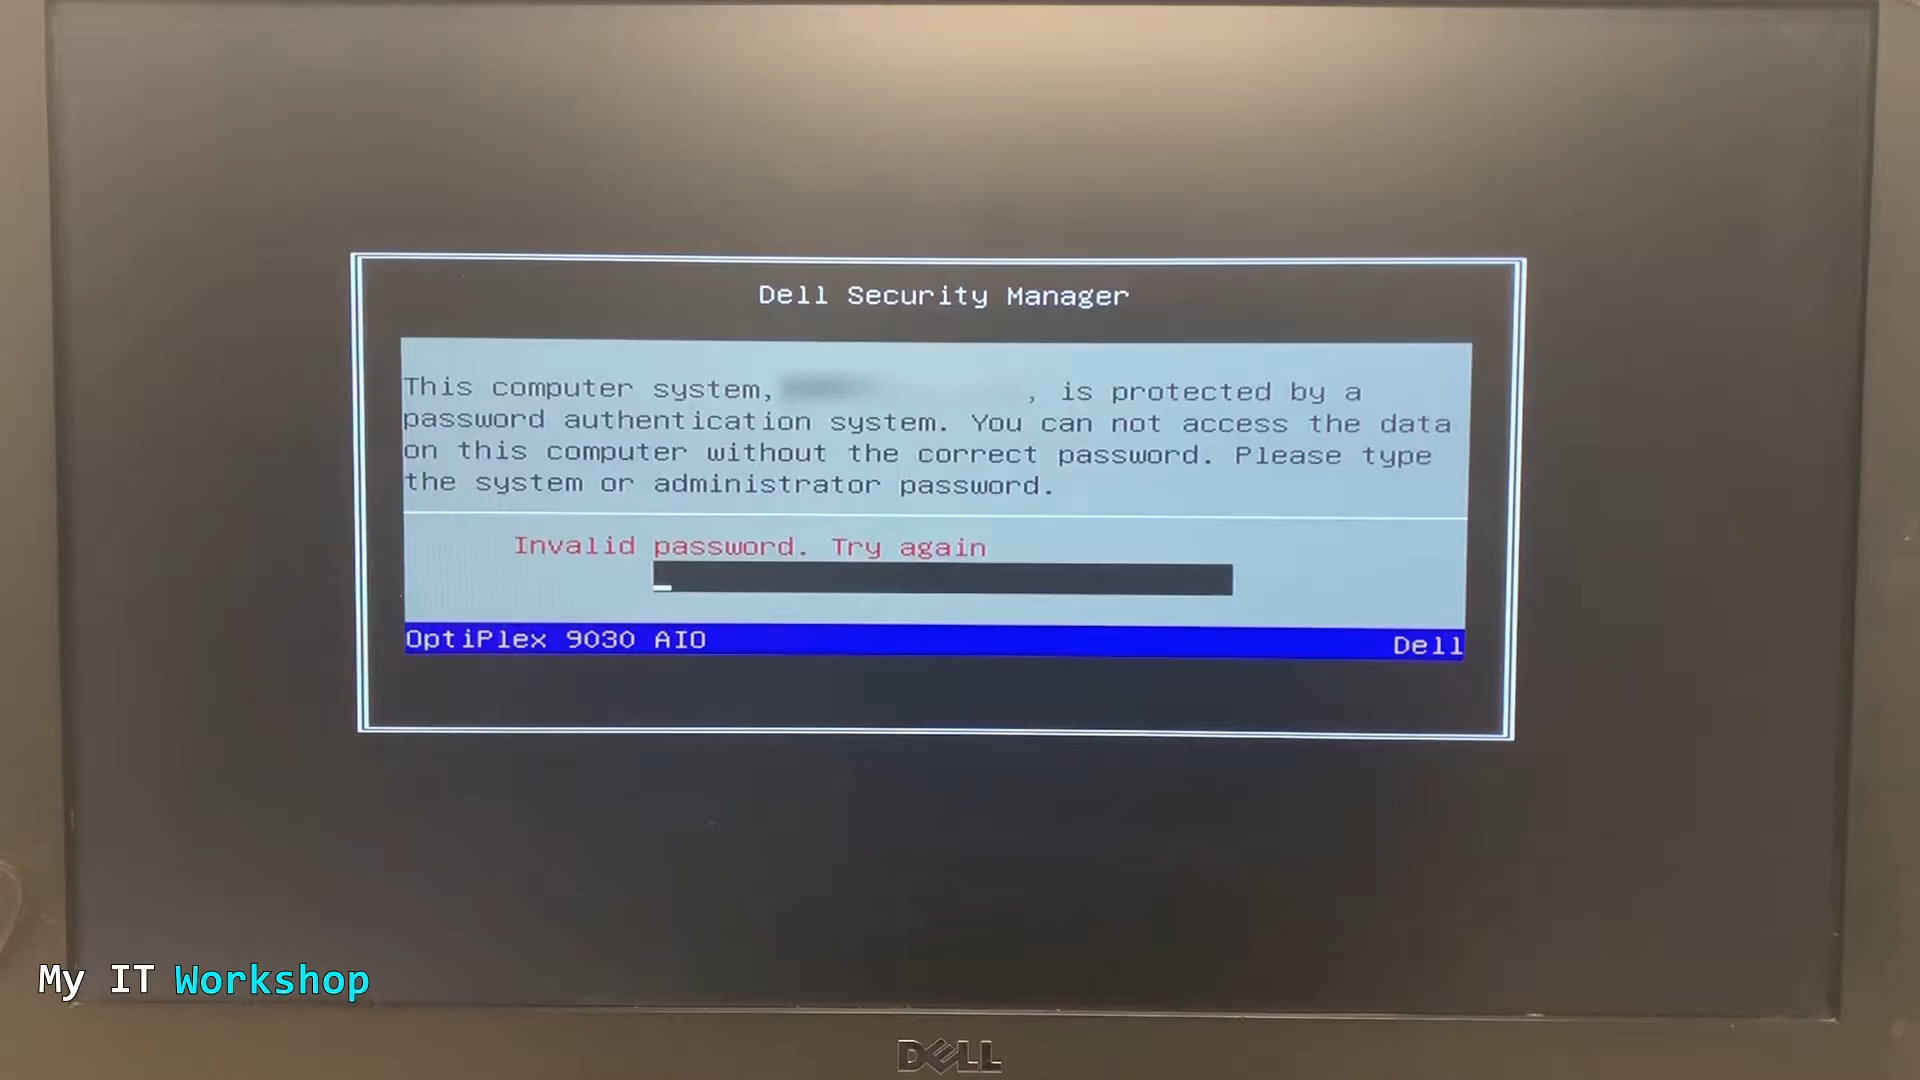 Dell Security Manager
This computer system, , is protected by a
password authentication system. You can not access the data
on this computer without the correct password. Please type
the system or administrator password.
Invalid password. Try again
OptiPlex 9030 AIO Dell
My IT Workshop
DELL